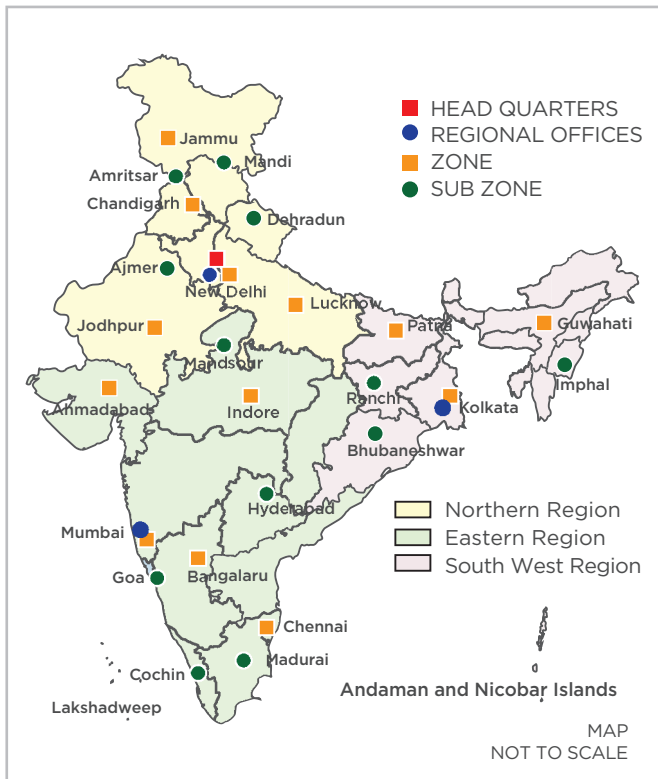 HEAD QUARTERS
REGIONAL OFFICES
ZONE
SUB ZONE
Jammu
Mandi
Amritsar
Chandigarh
Dehradun
Ajmer
New Delhi
Lucknow
Jodhpur
Patna
Guwahati
Mandsour
Imphal
Ahmadabad
Indore
Ranchi
Kolkata
Bhubaneshwar
Hyderabad
Northern Region
Eastern Region
South West Region
Mumbai
Goa
Bangalaru
Chennai
Madurai
Cochin
Lakshadweep
Andaman and Nicobar Islands
MAP
NOT TO SCALE